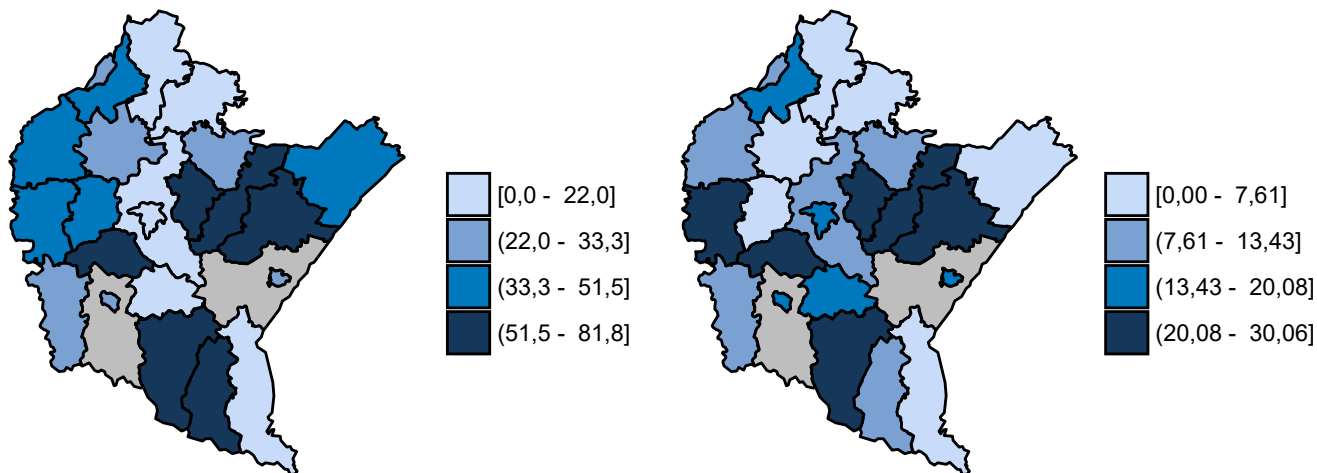 [0,0 - 22,0]
(22,0 - 33,3]
(33,3 - 51,5]
(51,5 - 81,8]
[0,00 - 7,61]
(7,61 - 13,43]
(13,43 - 20,08]
(20,08 - 30,06]